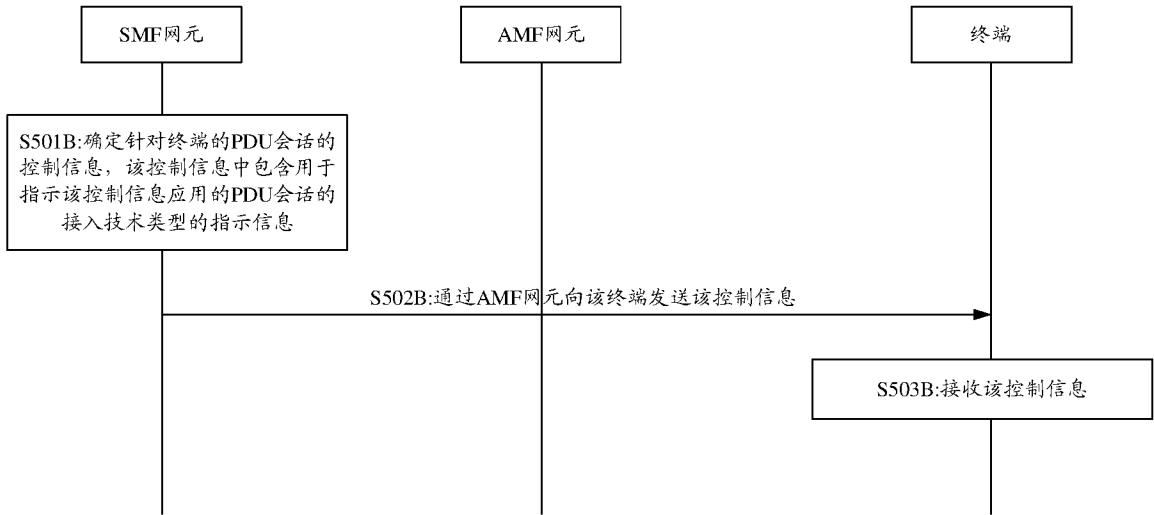 SMF网元
AMF网元
终端
S501B:确定针对终端的PDU会话的
控制信息，该控制信息中包含用于
指示该控制信息应用的PDU会话的
接入技术类型的指示信息
S502B:通过AMF网元向该终端发送该控制信息
S503B:接收该控制信息